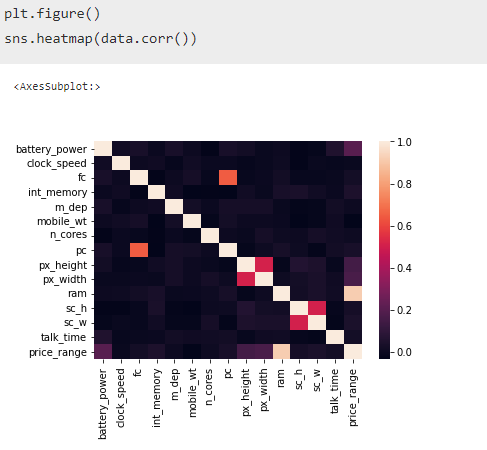 plt.figure()
sns.heatmap(data.corr())
<AxesSubplot:>
battery_power
clock_speed
fc
int_memory
m_dep
mobile_wt
n_cores
pc
px_height
px_width
ram
sc_h
sc_w
talk_time
price_range
1.0
0.8
0.6
0.4
0.2
0.0
battery_power
clock_speed
fc
int_memory
m_dep
mobile_wt
n_cores
pc
px_height
px_width
ram
sc_h
sc_w
talk_time
price_range